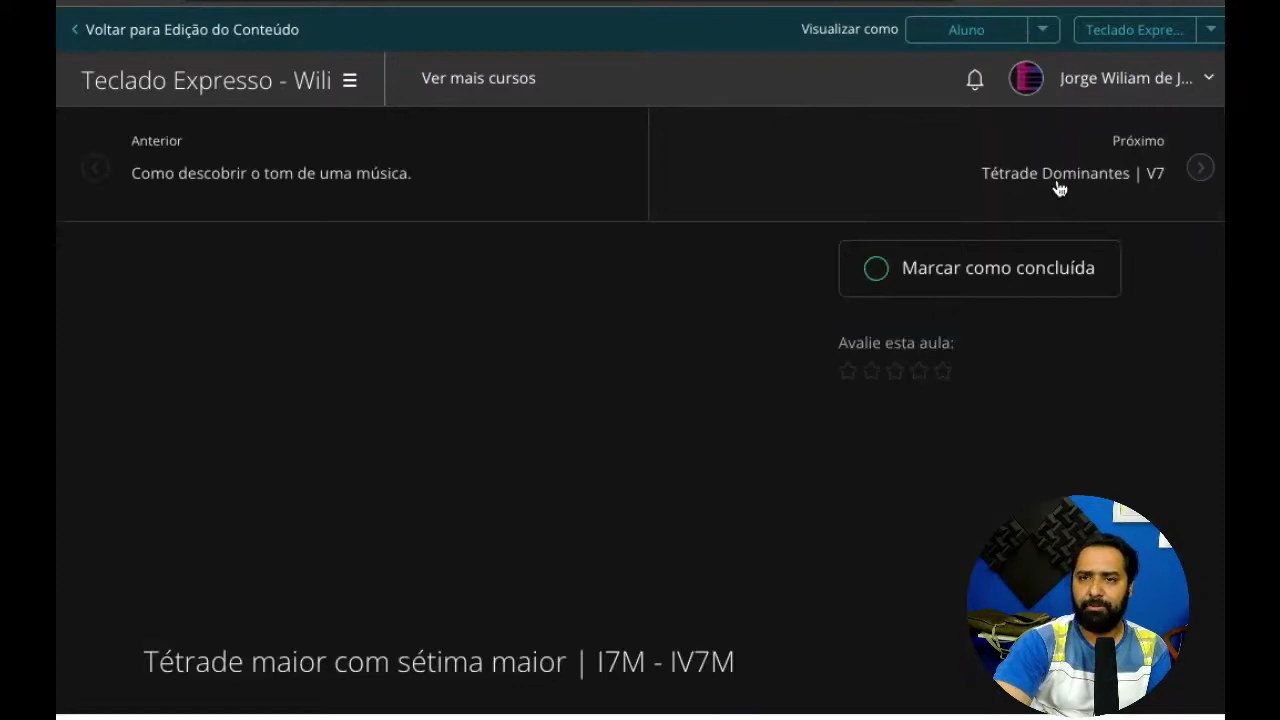 Voltar para Edição do Conteúdo
Visualizar como
Aluno
Teclado Expre...
Teclado Expresso - Wili
Ver mais cursos
Jorge Wiliam de J...
Anterior
Como descobrir o tom de uma música.
Próximo
Tétrade Dominantes | V7
Marcar como concluída
Avalie esta aula:
Tétrade maior com sétima maior | I7M - IV7M